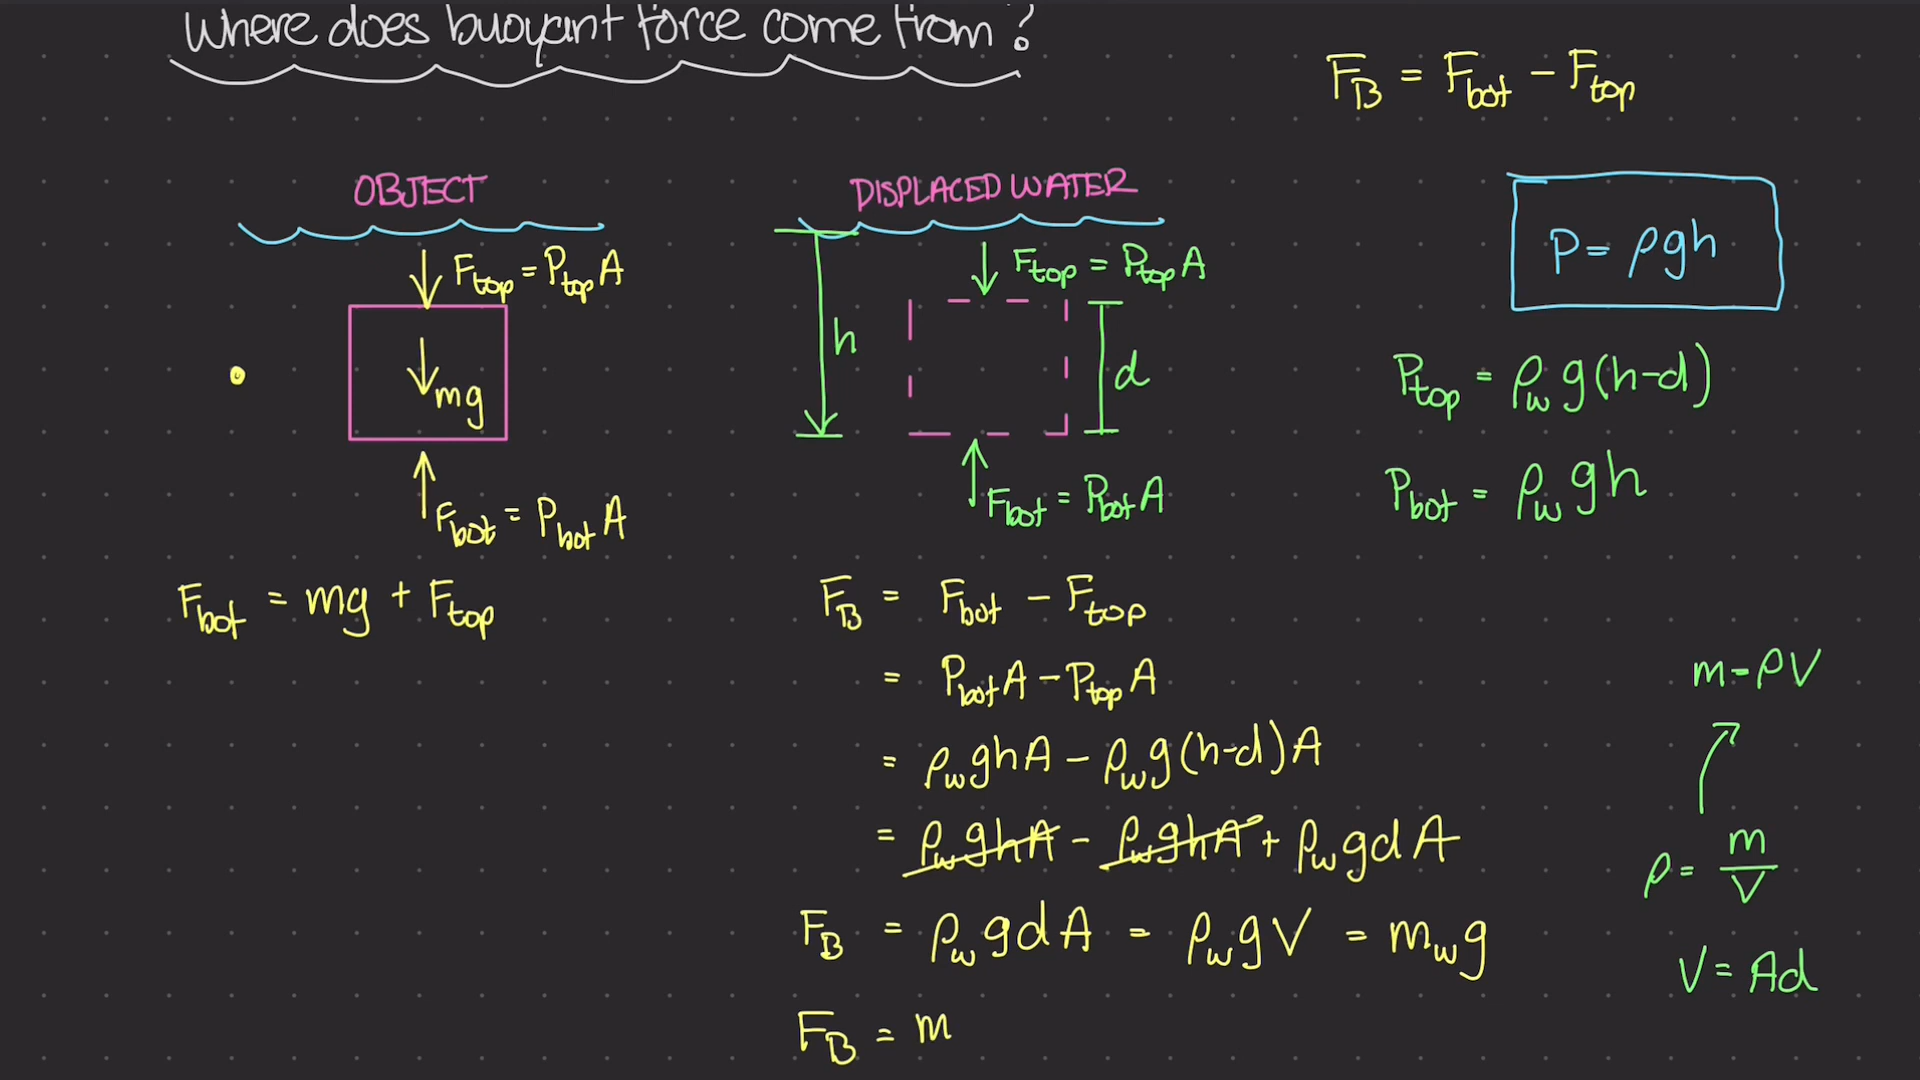 Where does buoyant force come from?
F_B = F_bot - F_top
OBJECT
DISPLACED WATER
F_top = P_top A
mg
F_bot = P_bot A
F_bot = mg + F_top
h
F_top = P_top A
d
F_bot = P_bot A
P = ρgh
P_top = ρ_w g(h-d)
P_bot = ρ_w gh
F_B = F_bot - F_top
= P_bot A - P_top A
= ρ_w ghA - ρ_w g(h-d)A
= ρ_w ghA - ρ_w ghA + ρ_w gdA
F_B = ρ_w gdA = ρ_w gV = m_w g
F_B = m
m = ρV
ρ = m/V
V = Ad